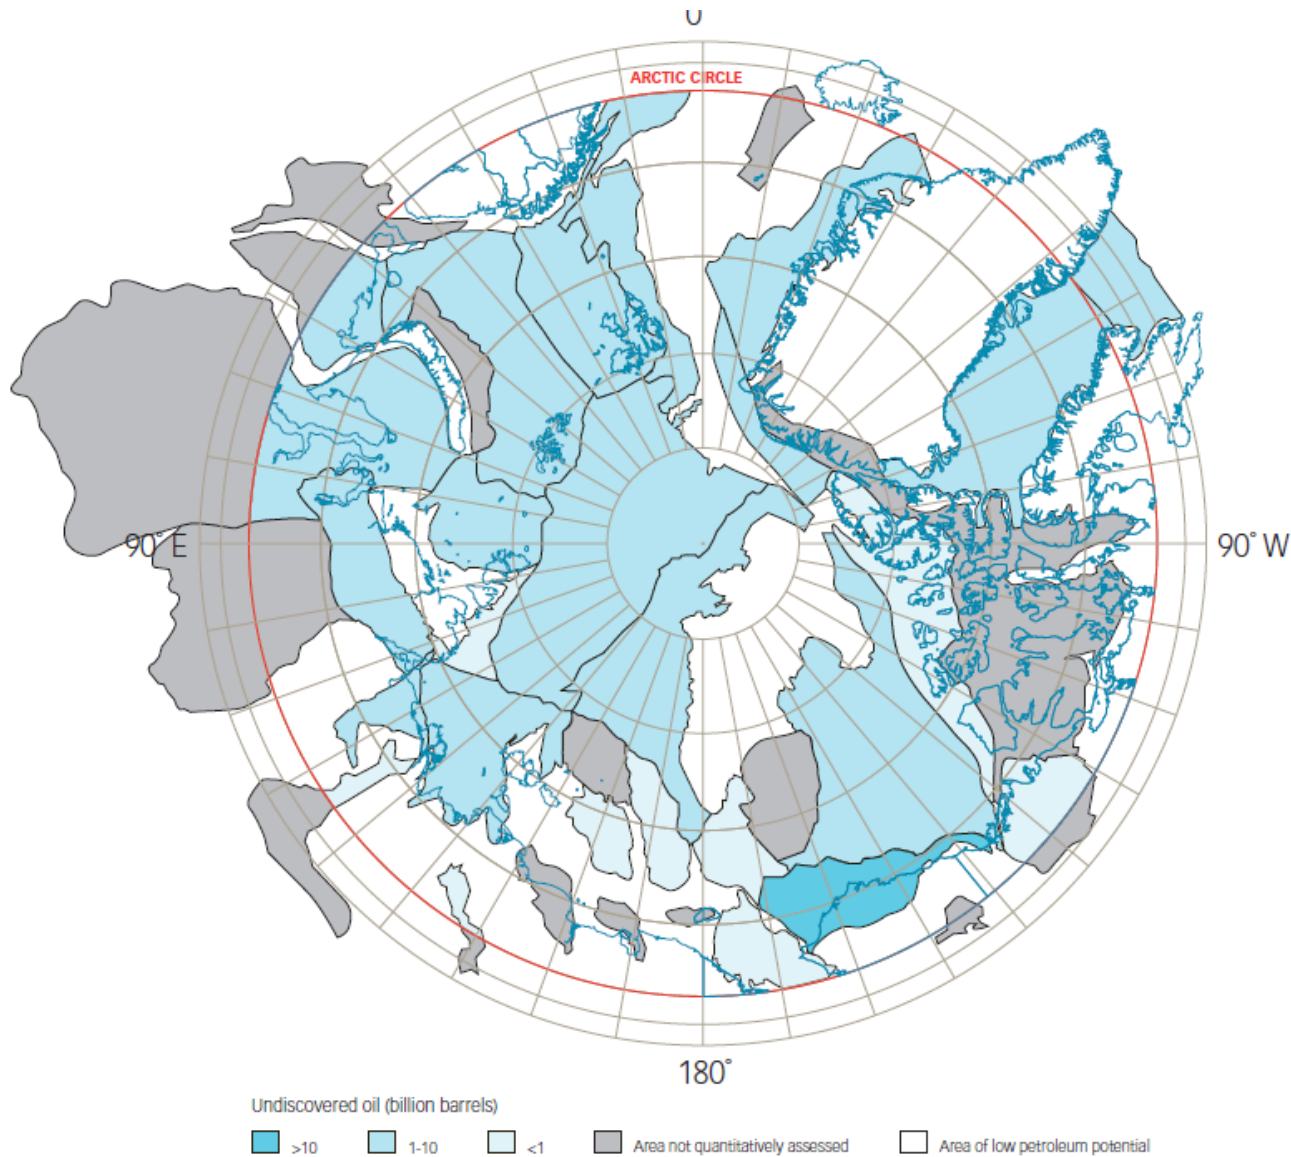 0
ARCTIC CIRCLE
90° E
90° W
180°
Undiscovered oil (billion barrels)
>10 1-10 <1 Area not quantitatively assessed Area of low petroleum potential